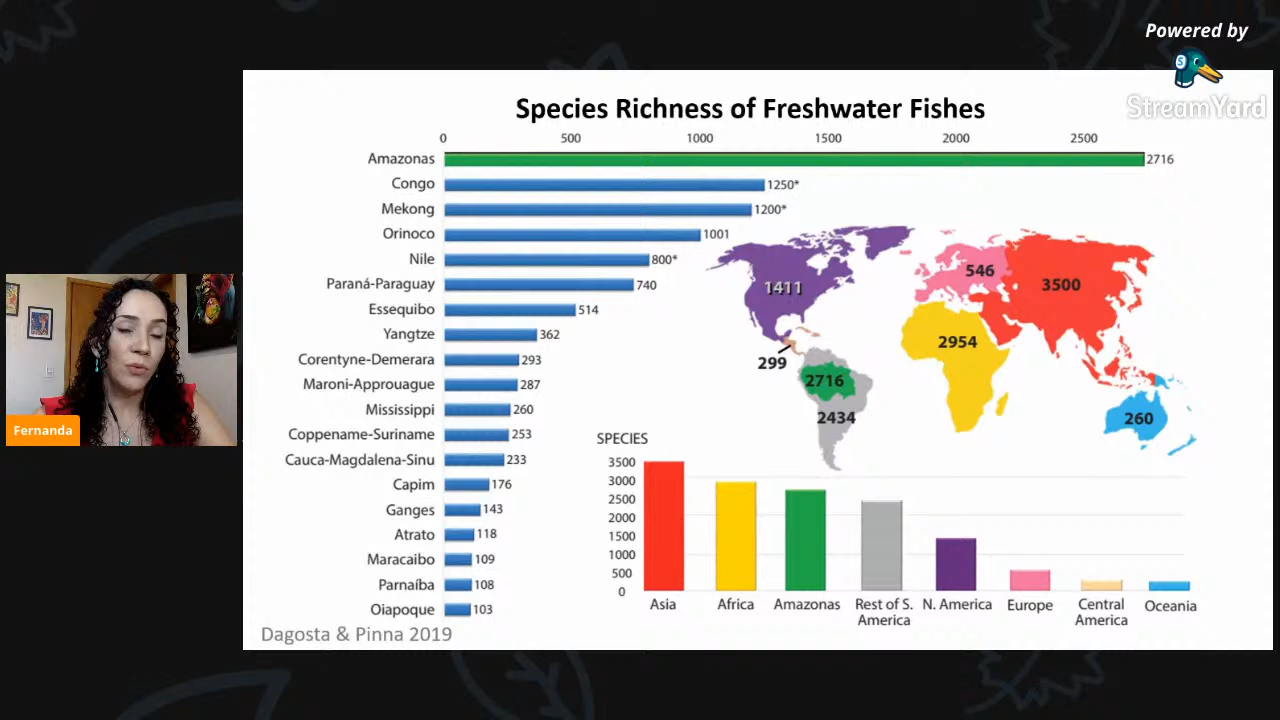 Powered by
StreamYard
Species Richness of Freshwater Fishes
0 500 1000 1500 2000 2500
Amazonas 2716
Congo 1250*
Mekong 1200*
Orinoco 1001
Nile 800*
Paraná-Paraguay 740
Essequibo 514
Yangtze 362
Corentyne-Demerara 293
Maroni-Approuague 287
Mississippi 260
Coppename-Suriname 253
Cauca-Magdalena-Sinu 233
Capim 176
Ganges 143
Atrato 118
Maracaibo 109
Parnaíba 108
Oiapoque 103
Dagosta & Pinna 2019
1411
546
3500
2954
299
2716
2434
260
SPECIES
3500
3000
2500
2000
1500
1000
500
0
Asia Africa Amazonas Rest of S. N. America Europe Central Oceania
America America
Fernanda